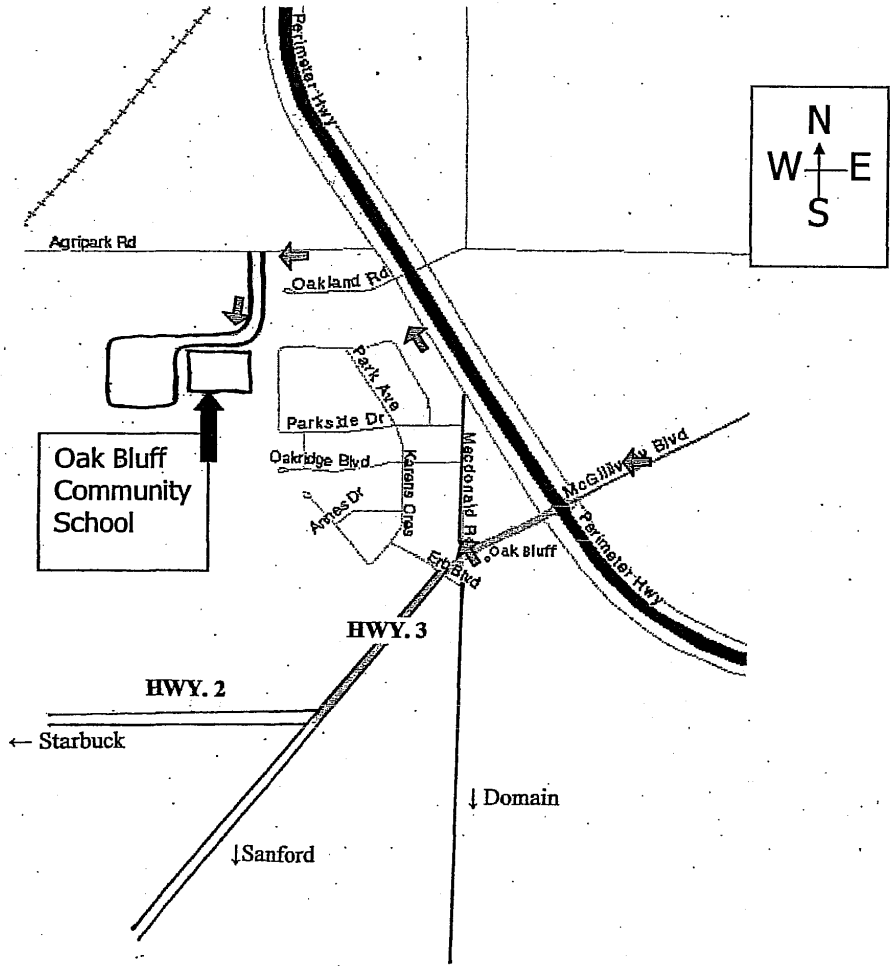 Perimeter Hwy
N
W E
S
Agripark Rd
Oakland Rd
Park Ave
Parkside Dr
Oakridge Blvd
Karens Cres
Macdonald Rd
McGillivray Blvd
Oak Bluff
Community
School
Annes Dr
Erb Blvd
Oak Bluff
Perimeter Hwy
HWY. 3
HWY. 2
← Starbuck
↓ Domain
↓Sanford